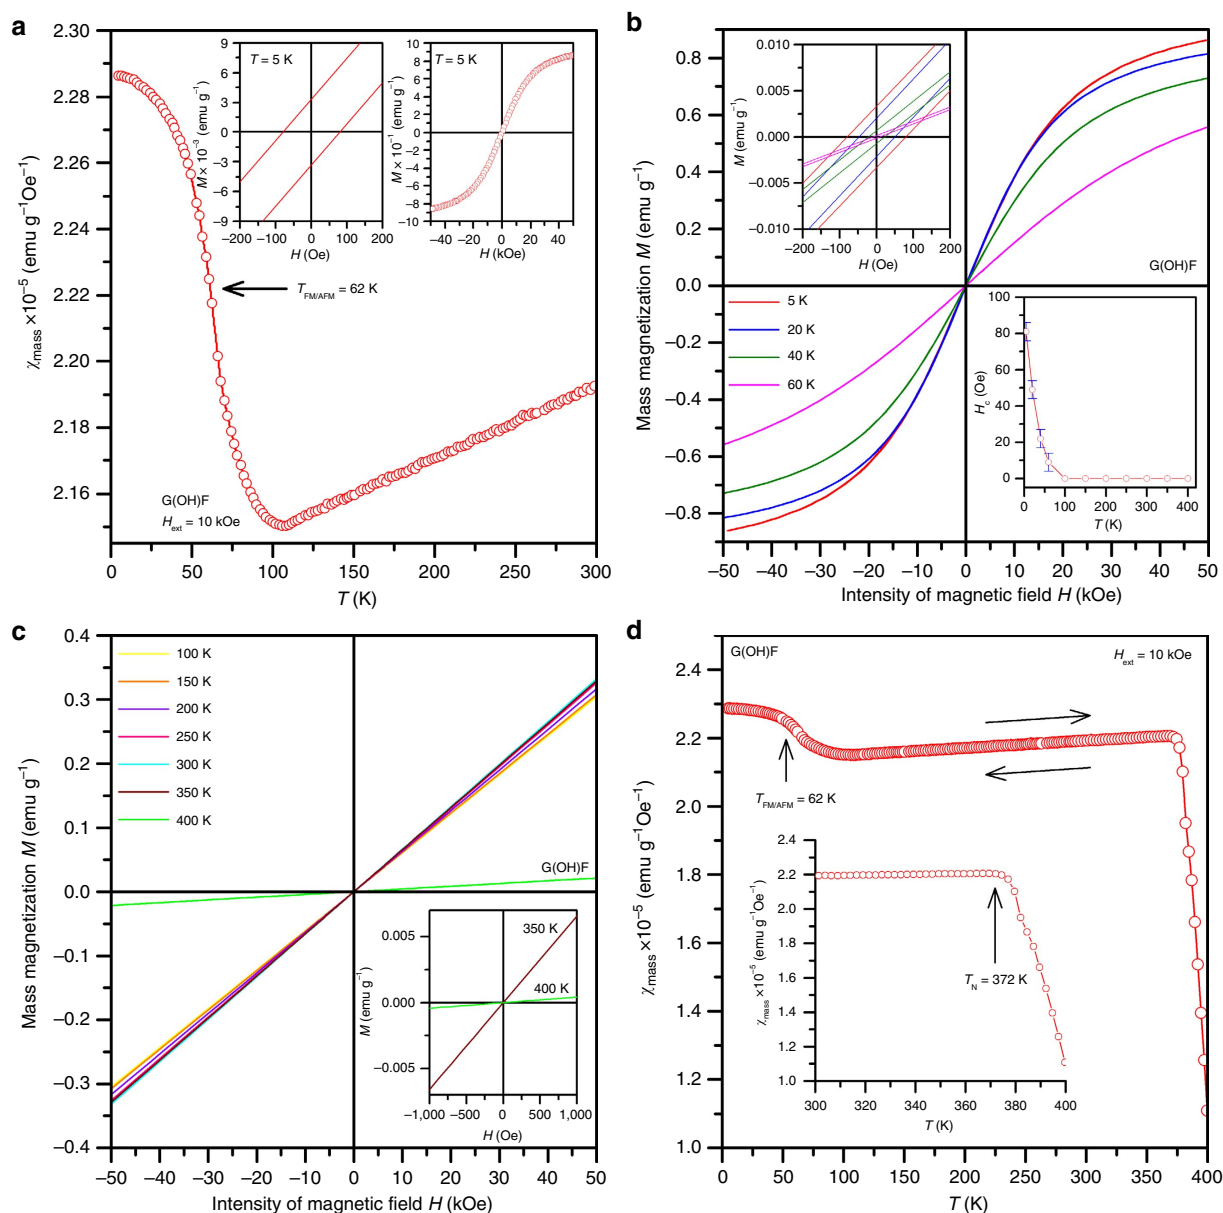 a
2.30
2.28
2.26
2.24
2.22
2.20
2.18
2.16
χmass ×10−5 (emu g−1Oe−1)
0 50 100 150 200 250 300
T (K)
TFM/AFM = 62 K
G(OH)F
Hext = 10 kOe
T = 5 K
9
6
3
0
−3
−6
−9
M × 10−3 (emu g−1)
−200 −100 0 100 200
H (Oe)
T = 5 K
10
8
6
4
2
0
−2
−4
−6
−8
−10
M × 10−1 (emu g−1)
−40 −20 0 20 40
H (kOe)
b
0.8
0.6
0.4
0.2
0.0
−0.2
−0.4
−0.6
−0.8
Mass magnetization M (emu g−1)
−50 −40 −30 −20 −10 0 10 20 30 40 50
Intensity of magnetic field H (kOe)
G(OH)F
5 K
20 K
40 K
60 K
0.010
0.005
0.000
−0.005
−0.010
M (emu g−1)
−200 −100 0 100 200
H (Oe)
100
80
60
40
20
0
Hc (Oe)
0 100 200 300 400
T (K)
c
0.4
0.3
0.2
0.1
0.0
−0.1
−0.2
−0.3
−0.4
Mass magnetization M (emu g−1)
−50 −40 −30 −20 −10 0 10 20 30 40 50
Intensity of magnetic field H (kOe)
100 K
150 K
200 K
250 K
300 K
350 K
400 K
G(OH)F
0.005
0.000
−0.005
M (emu g−1)
350 K
400 K
−1,000 −500 0 500 1,000
H (Oe)
d
2.4
2.2
2.0
1.8
1.6
1.4
1.2
1.0
χmass ×10−5 (emu g−1Oe−1)
0 50 100 150 200 250 300 350 400
T (K)
G(OH)F
Hext = 10 kOe
TFM/AFM = 62 K
2.4
2.2
2.0
1.8
1.6
1.4
1.2
1.0
χmass ×10−5 (emu g−1Oe−1)
TN = 372 K
300 320 340 360 380 400
T (K)